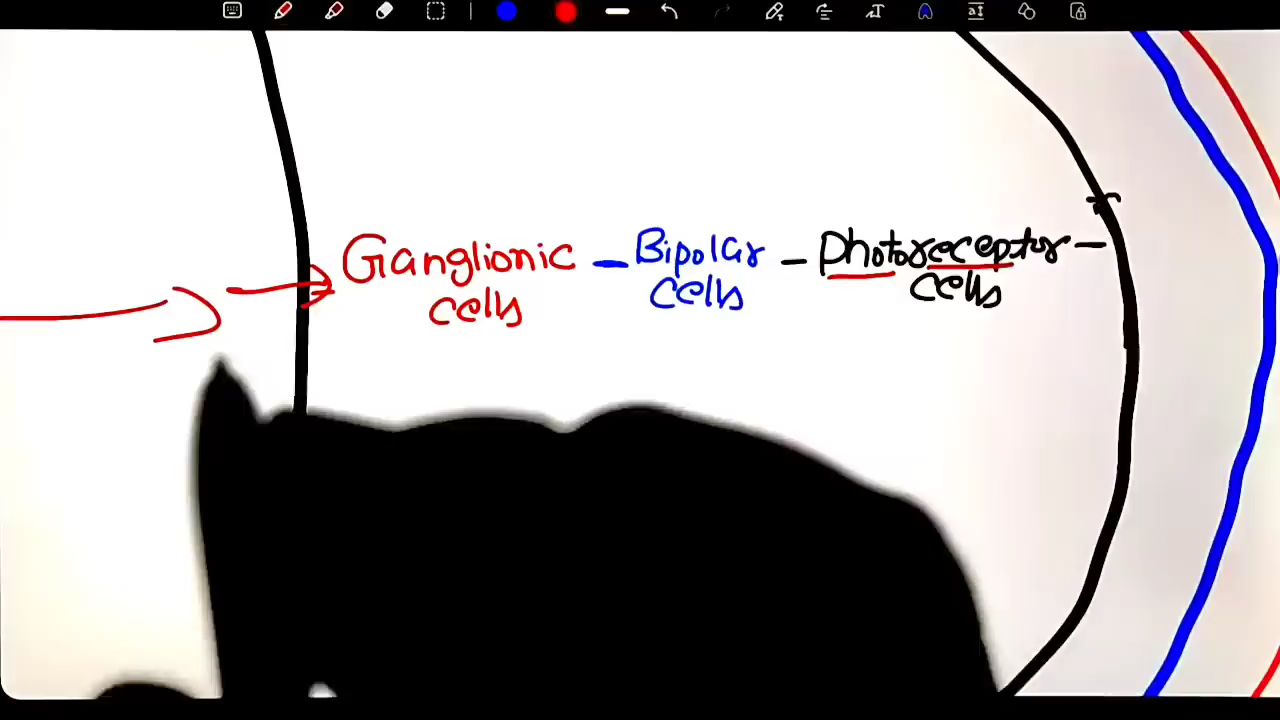 Ganglionic – Bipolar – Photoreceptor –
cells cells cells